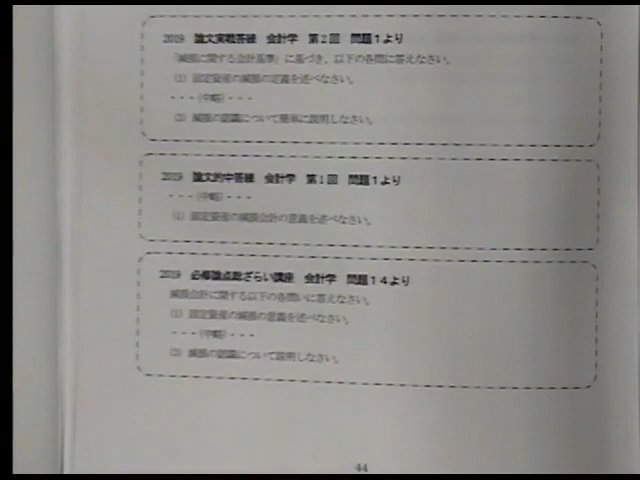 2019 論文実戦答練 会計学 第2回 問題1より
「減損に関する会計基準」に基づき、以下の各問に答えなさい。
(1) 固定資産の減損の定義を述べなさい。
・・・(中略)・・・
(3) 減損の認識について簡単に説明しなさい。
2019 論文的中答練 会計学 第1回 問題1より
・・・(中略)・・・
(1) 固定資産の減損会計の意義を述べなさい。
2019 必修論点総ざらい講座 会計学 問題14より
減損会計に関する以下の各問いに答えなさい。
(1) 固定資産の減損の意義を述べなさい。
・・・(中略)・・・
(3) 減損の認識について説明しなさい。
44